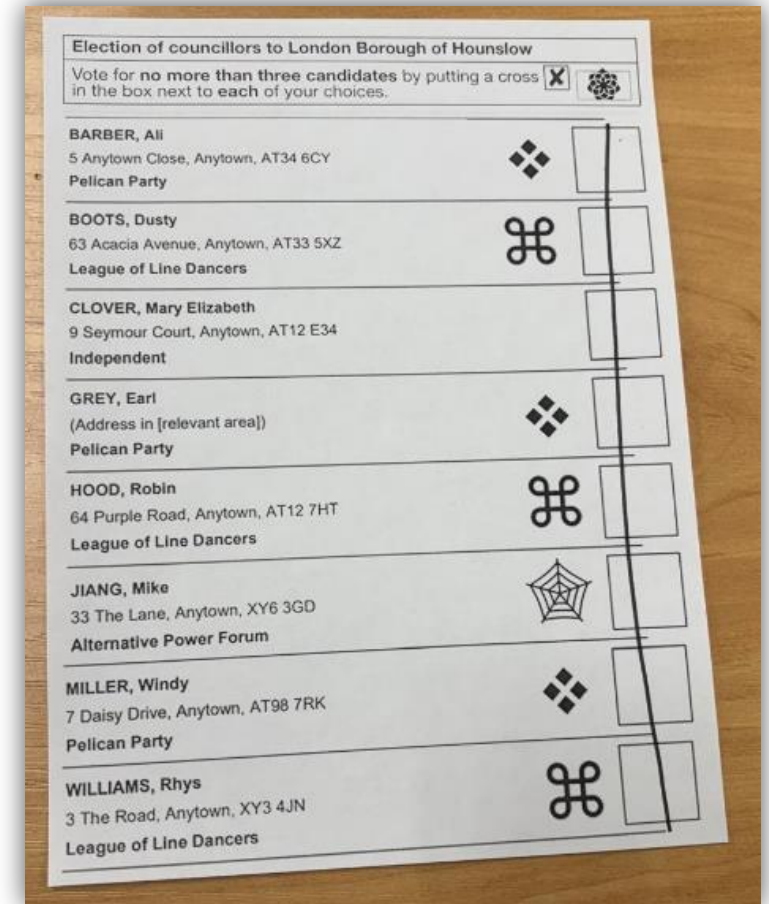 Election of councillors to London Borough of Hounslow
Vote for no more than three candidates by putting a cross X
in the box next to each of your choices.
BARBER, Ali
5 Anytown Close, Anytown, AT34 6CY
Pelican Party
BOOTS, Dusty
63 Acacia Avenue, Anytown, AT33 5XZ
League of Line Dancers
CLOVER, Mary Elizabeth
9 Seymour Court, Anytown, AT12 E34
Independent
GREY, Earl
(Address in [relevant area])
Pelican Party
HOOD, Robin
64 Purple Road, Anytown, AT12 7HT
League of Line Dancers
JIANG, Mike
33 The Lane, Anytown, XY6 3GD
Alternative Power Forum
MILLER, Windy
7 Daisy Drive, Anytown, AT98 7RK
Pelican Party
WILLIAMS, Rhys
3 The Road, Anytown, XY3 4JN
League of Line Dancers